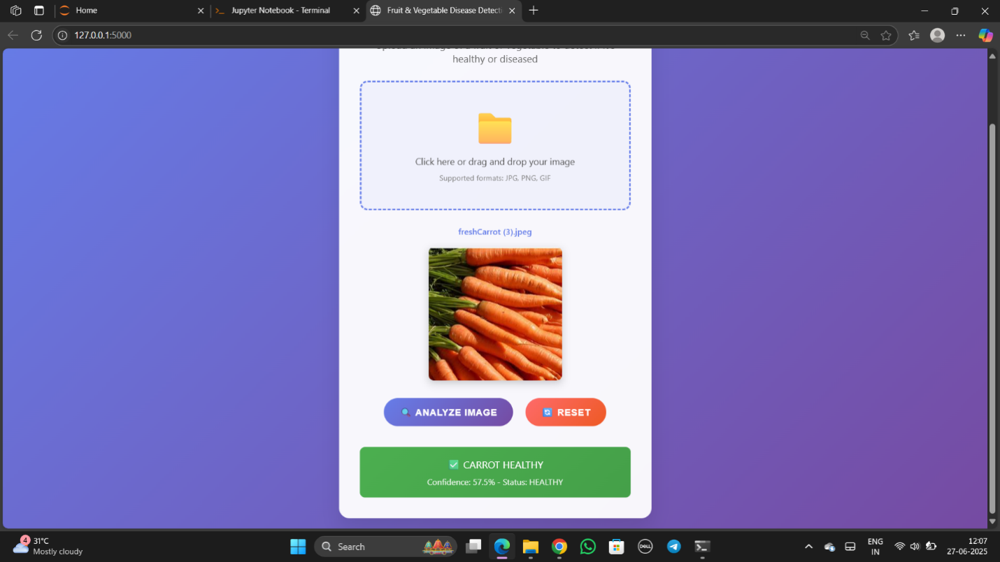 Home
Jupyter Notebook - Terminal
Fruit & Vegetable Disease Detecti
127.0.0.1:5000
healthy or diseased
Click here or drag and drop your image
Supported formats: JPG, PNG, GIF
freshCarrot (3).jpeg
ANALYZE IMAGE
RESET
CARROT HEALTHY
Confidence: 57.5% - Status: HEALTHY
4
31°C
Mostly cloudy
Search
DELL
ENG
IN
12:07
27-06-2025